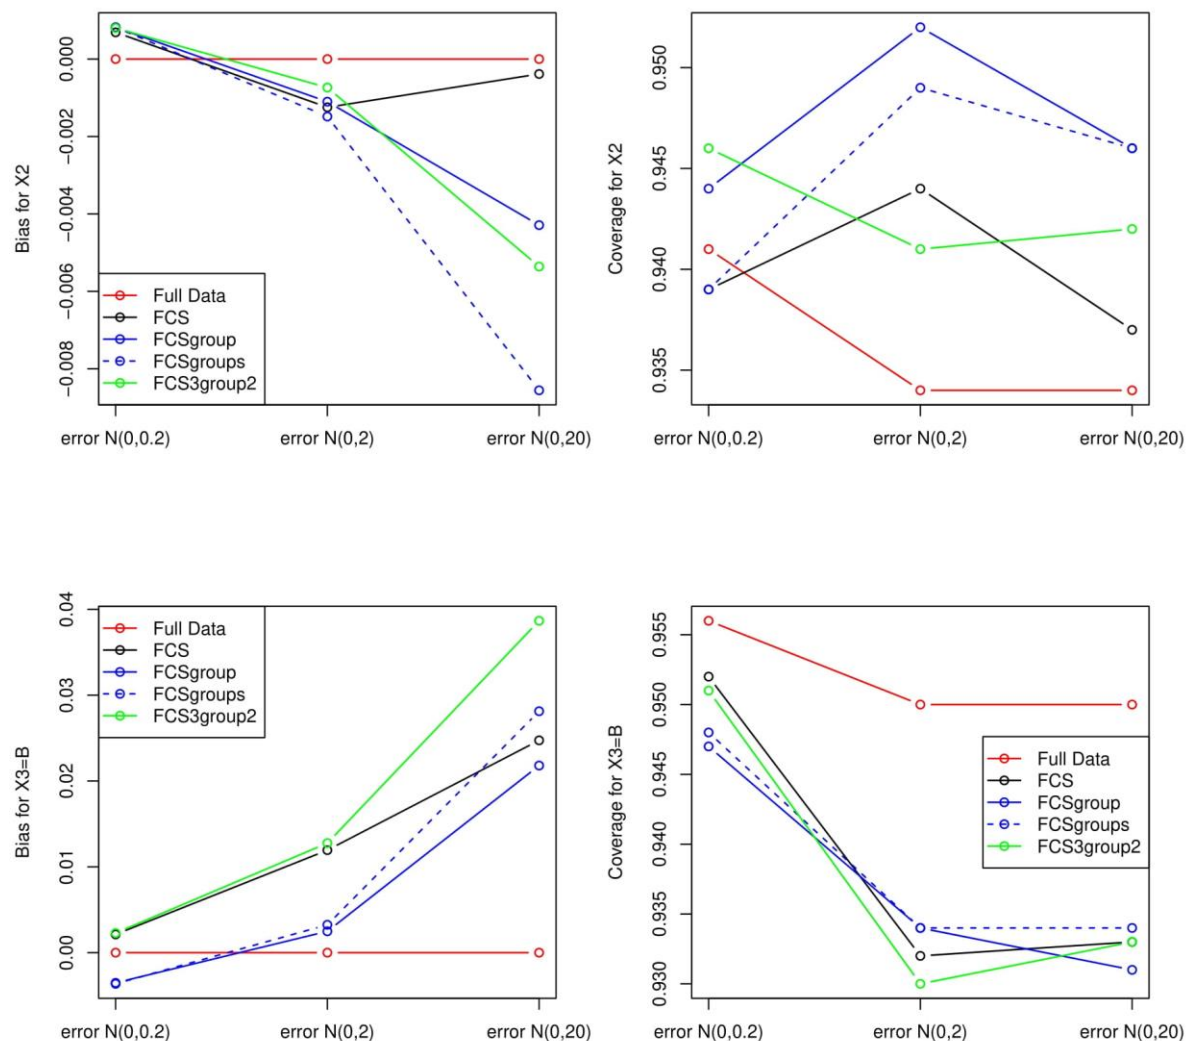 Bias for X2
0.000
−0.002
−0.004
−0.006
−0.008
Full Data
FCS
FCSgroup
FCSgroups
FCS3group2
error N(0,0.2)
error N(0,2)
error N(0,20)
Coverage for X2
0.950
0.945
0.940
0.935
error N(0,0.2)
error N(0,2)
error N(0,20)
Bias for X3=B
0.04
0.03
0.02
0.01
0.00
Full Data
FCS
FCSgroup
FCSgroups
FCS3group2
error N(0,0.2)
error N(0,2)
error N(0,20)
Coverage for X3=B
0.955
0.950
0.945
0.940
0.935
0.930
Full Data
FCS
FCSgroup
FCSgroups
FCS3group2
error N(0,0.2)
error N(0,2)
error N(0,20)